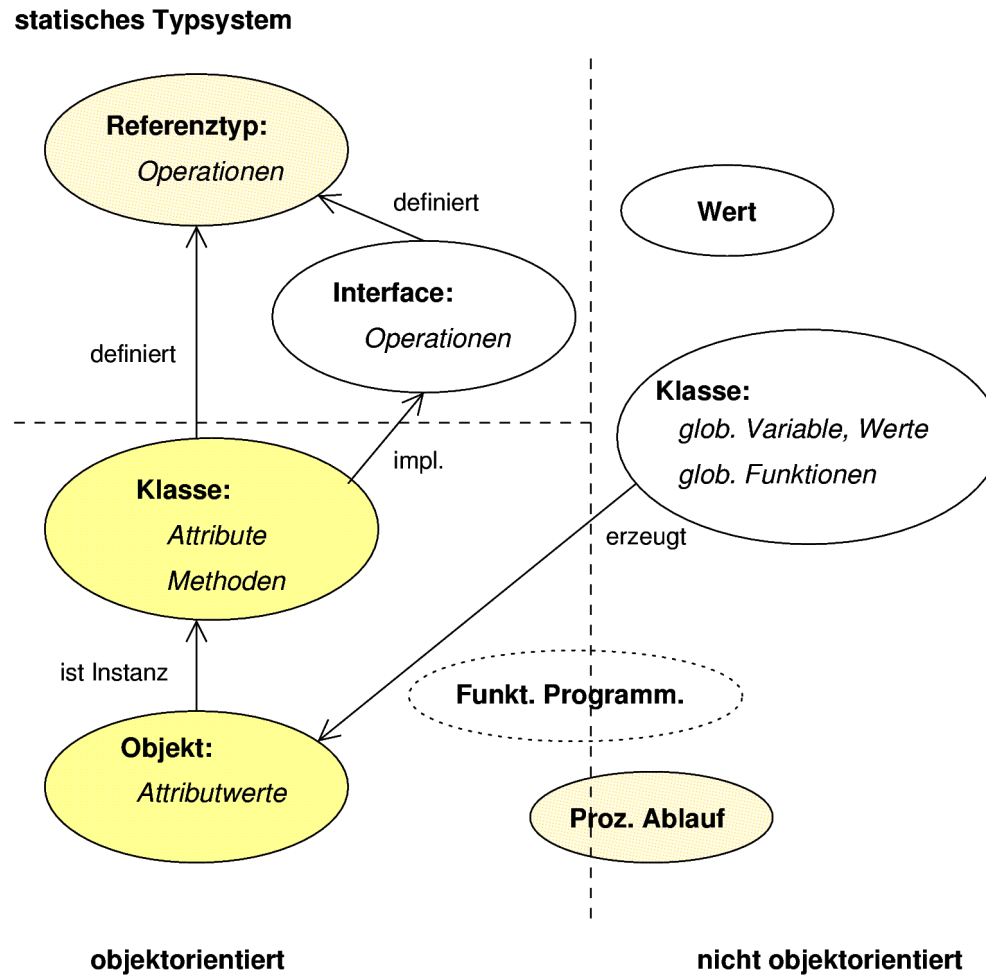 statisches Typsystem
Referenztyp:
Operationen
definiert
Wert
Interface:
Operationen
definiert
Klasse:
glob. Variable, Werte
glob. Funktionen
impl.
Klasse:
Attribute
Methoden
erzeugt
ist Instanz
Funkt. Programm.
Objekt:
Attributwerte
Proz. Ablauf
objektorientiert
nicht objektorientiert